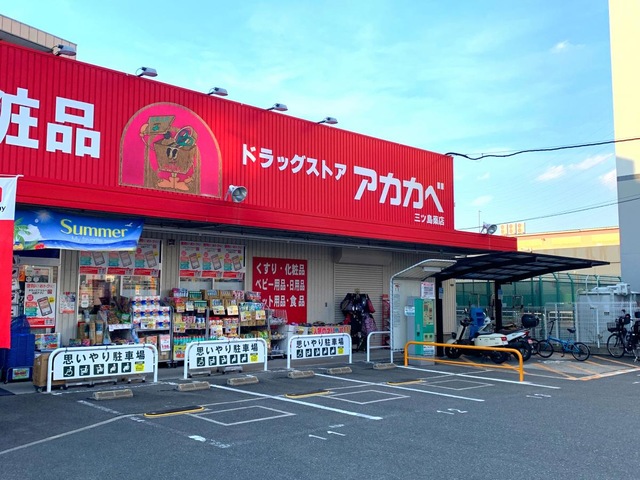 粧品
ドラッグストア アカカベ
三ツ島薬店
Summer
くすり・化粧品
ベビー用品・日用品
ペット用品・食品
思いやり駐車場
思いやり駐車場
思いやり駐車場